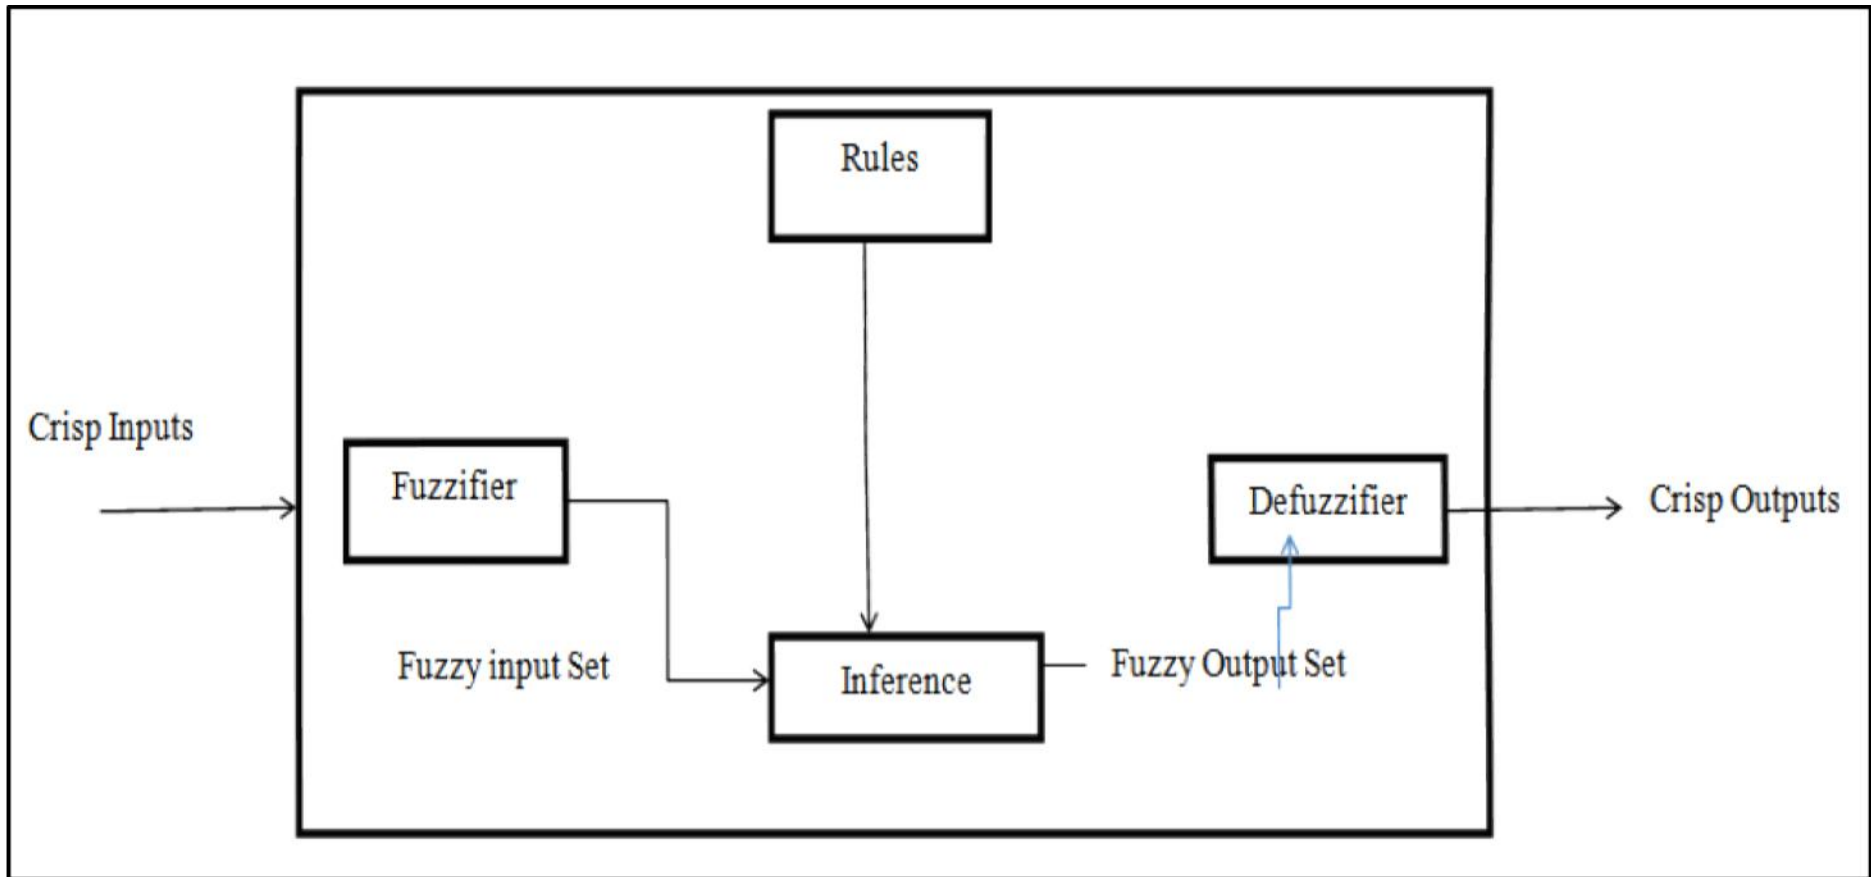 Rules
Crisp Inputs
Fuzzifier
Defuzzifier
Crisp Outputs
Fuzzy input Set
Inference
Fuzzy Output Set